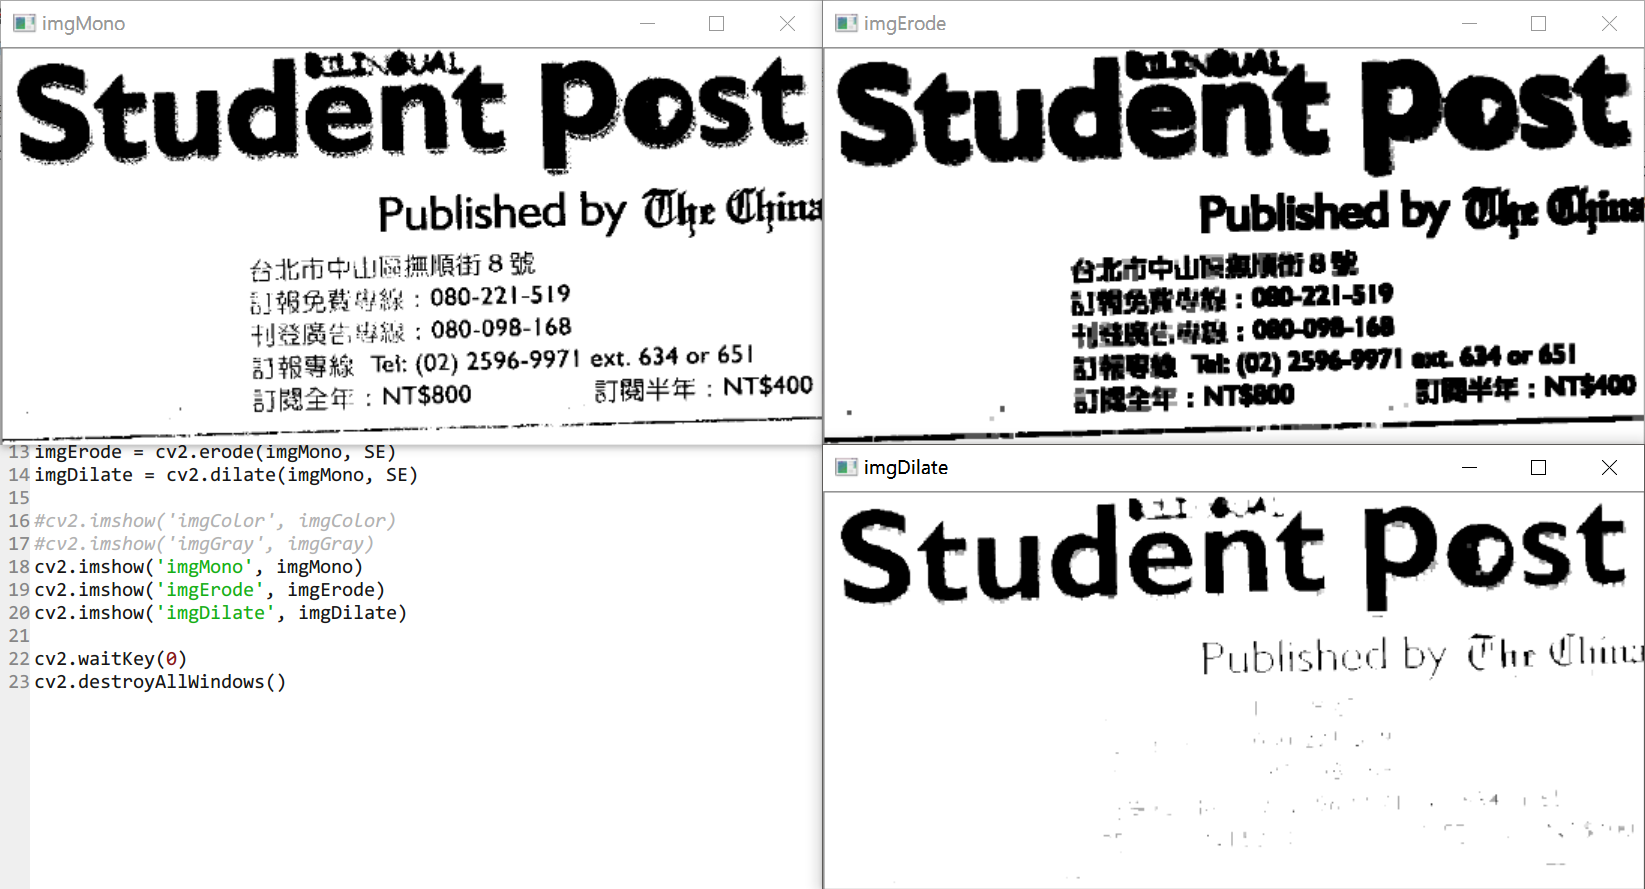 imgMono
BILINGUAL
Student Post
Published by The China
台北市中山區撫順街8號
訂報免費專線：080-221-519
刊登廣告專線：080-098-168
訂報專線 Tel: (02) 2596-9971 ext. 634 or 651
訂閱全年：NT$800 訂閱半年：NT$400
imgErode
BILINGUAL
Student Post
Published by The China
台北市中山區撫順街8號
訂報免費專線：080-221-519
刊登廣告專線：080-098-168
訂報專線 Tel: (02) 2596-9971 ext. 634 or 651
訂閱全年：NT$800 訂閱半年：NT$400
13 imgErode = cv2.erode(imgMono, SE)
14 imgDilate = cv2.dilate(imgMono, SE)
15
16 #cv2.imshow('imgColor', imgColor)
17 #cv2.imshow('imgGray', imgGray)
18 cv2.imshow('imgMono', imgMono)
19 cv2.imshow('imgErode', imgErode)
20 cv2.imshow('imgDilate', imgDilate)
21
22 cv2.waitKey(0)
23 cv2.destroyAllWindows()
imgDilate
Student Post
Published by The China